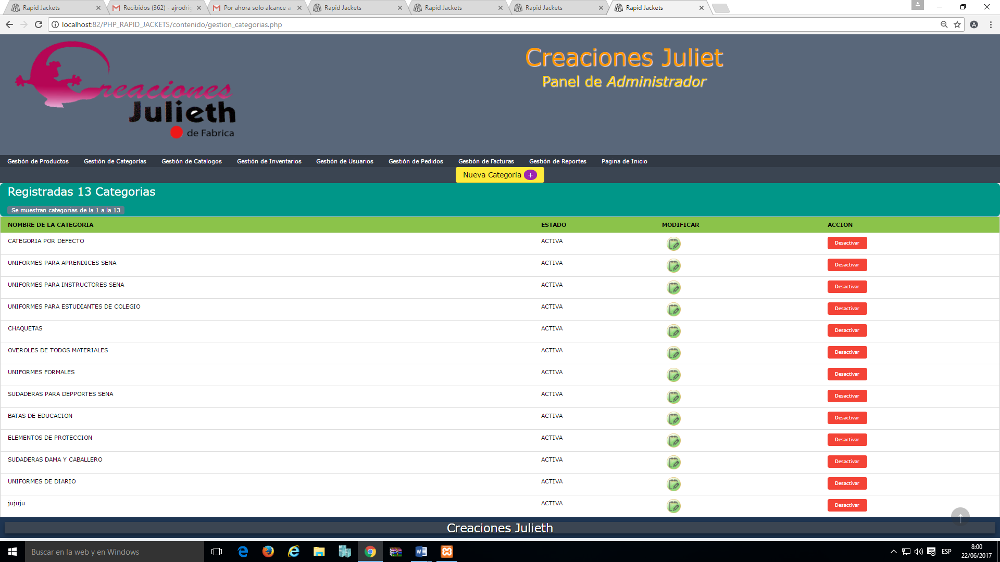 Rapid Jackets
Recibidos (362) - ajrodrig
Por ahora solo alcance a
Rapid Jackets
Rapid Jackets
Rapid Jackets
Rapid Jackets
localhost:82/PHP_RAPID_JACKETS/contenido/gestion_categorias.php
Creaciones
Julieth
de Fabrica
Creaciones Juliet
Panel de Administrador
Gestión de Productos Gestión de Categorías Gestión de Catalogos Gestión de Inventarios Gestión de Usuarios Gestión de Pedidos Gestión de Facturas Gestión de Reportes Pagina de Inicio
Nueva Categoría +
Registradas 13 Categorias
Se muestran categorias de la 1 a la 13
NOMBRE DE LA CATEGORIA ESTADO MODIFICAR ACCION
CATEGORIA POR DEFECTO ACTIVA Desactivar
UNIFORMES PARA APRENDICES SENA ACTIVA Desactivar
UNIFORMES PARA INSTRUCTORES SENA ACTIVA Desactivar
UNIFORMES PARA ESTUDIANTES DE COLEGIO ACTIVA Desactivar
CHAQUETAS ACTIVA Desactivar
OVEROLES DE TODOS MATERIALES ACTIVA Desactivar
UNIFORMES FORMALES ACTIVA Desactivar
SUDADERAS PARA DEPPORTES SENA ACTIVA Desactivar
BATAS DE EDUCACION ACTIVA Desactivar
ELEMENTOS DE PROTECCION ACTIVA Desactivar
SUDADERAS DAMA Y CABALLERO ACTIVA Desactivar
UNIFORMES DE DIARIO ACTIVA Desactivar
jujuju ACTIVA Desactivar
Creaciones Julieth
Buscar en la web y en Windows
ESP
8:00
22/06/2017